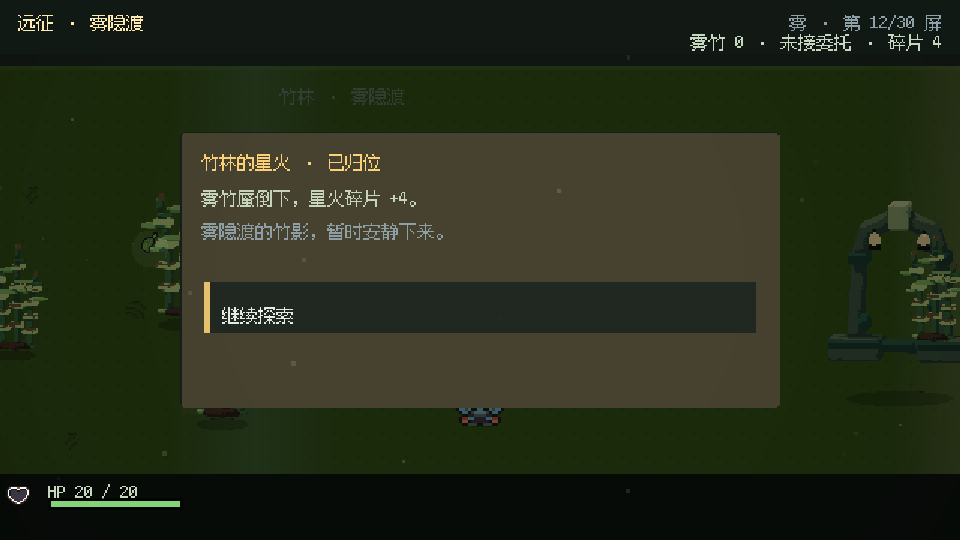 远征 · 雾隐渡
雾 · 第 12/30 屏
雾竹 0 · 未接委托 · 碎片 4
竹林 · 雾隐渡
竹林的星火 · 已归位
雾竹蜃倒下，星火碎片 +4。
雾隐渡的竹影，暂时安静下来。
继续探索
HP 20 / 20